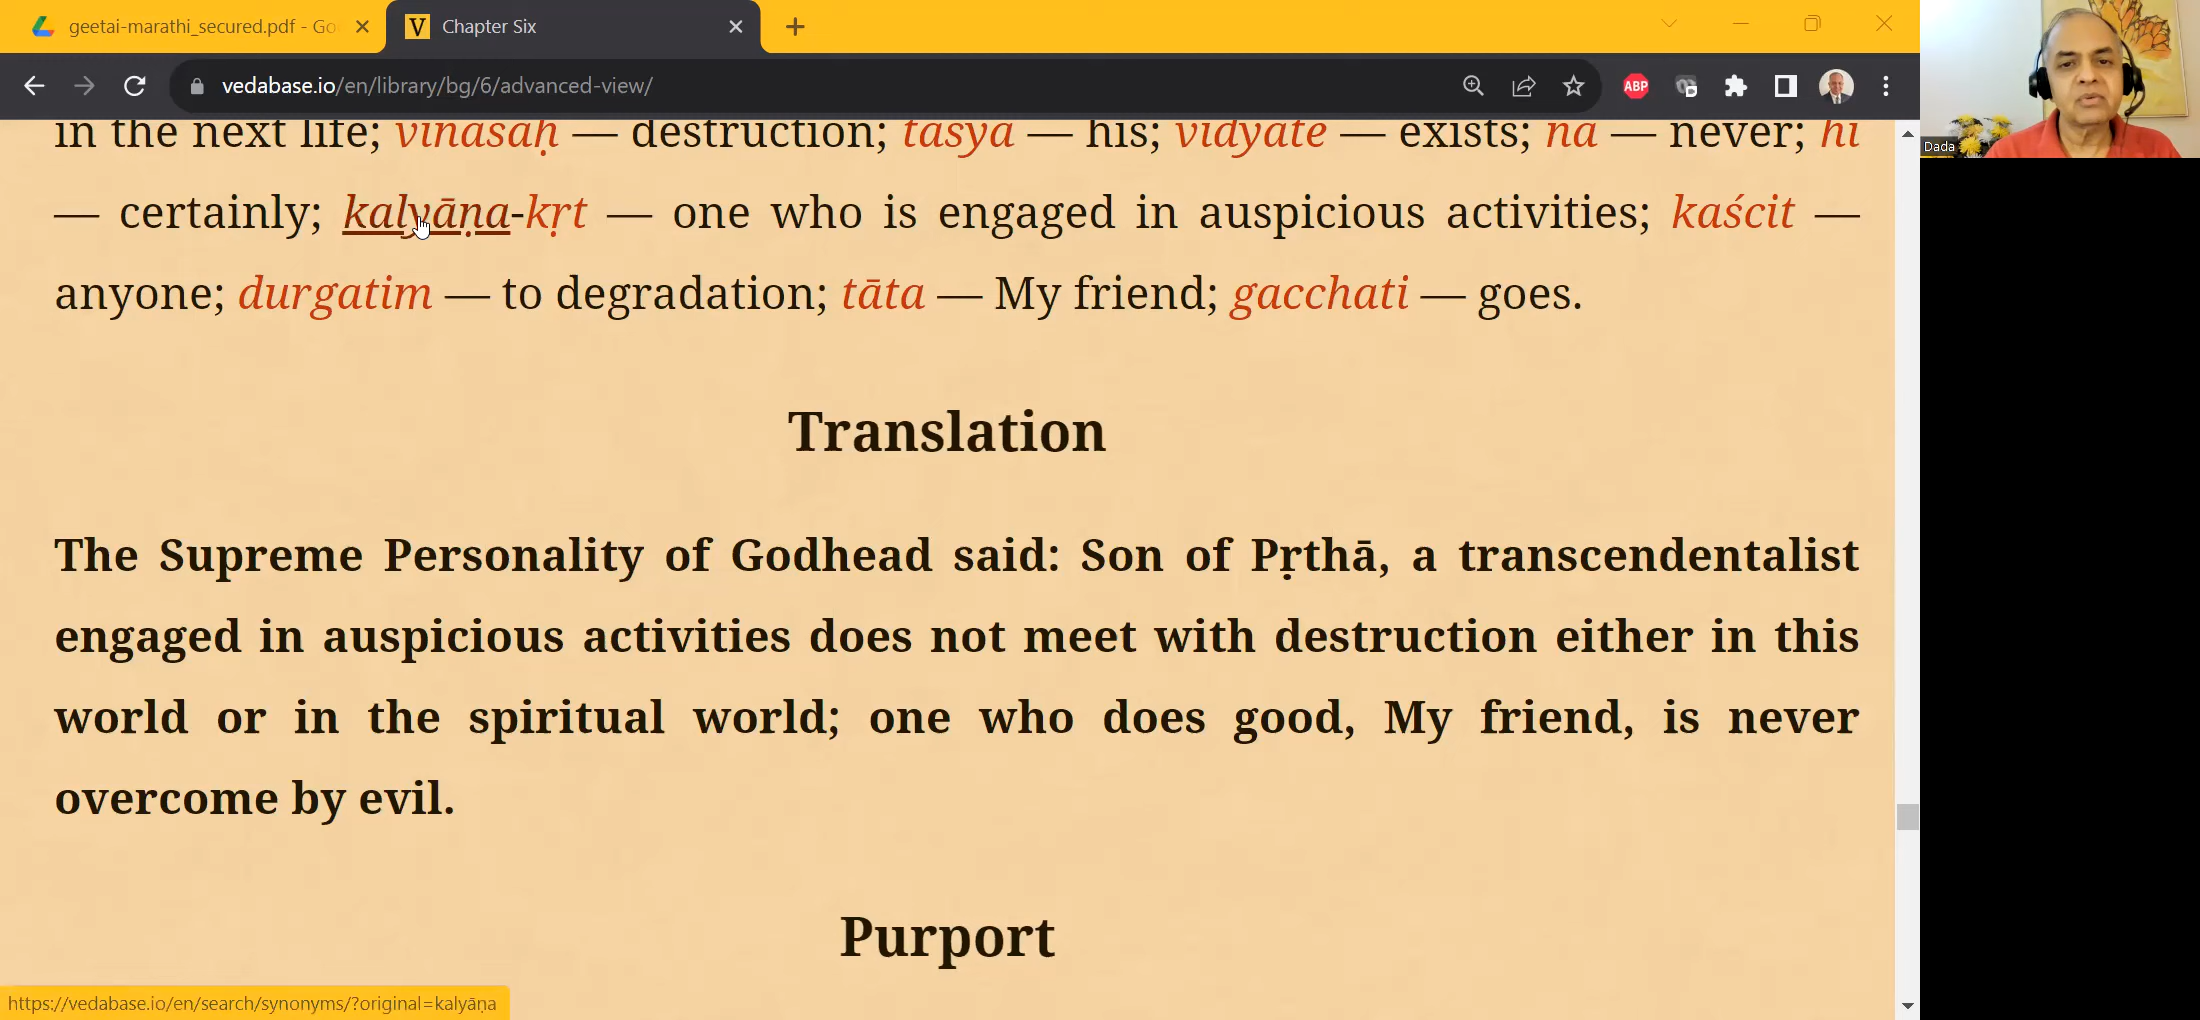 geetai-marathi_secured.pdf - Go
Chapter Six
vedabase.io/en/library/bg/6/advanced-view/
ABP
in the next life; vināśaḥ — destruction; tasya — his; vidyate — exists; na — never; hi
— certainly; kalyāṇa-kṛt — one who is engaged in auspicious activities; kaścit —
anyone; durgatim — to degradation; tāta — My friend; gacchati — goes.
Translation
The Supreme Personality of Godhead said: Son of Pṛthā, a transcendentalist
engaged in auspicious activities does not meet with destruction either in this
world or in the spiritual world; one who does good, My friend, is never
overcome by evil.
Purport
https://vedabase.io/en/search/synonyms/?original=kalyāṇa
Dada